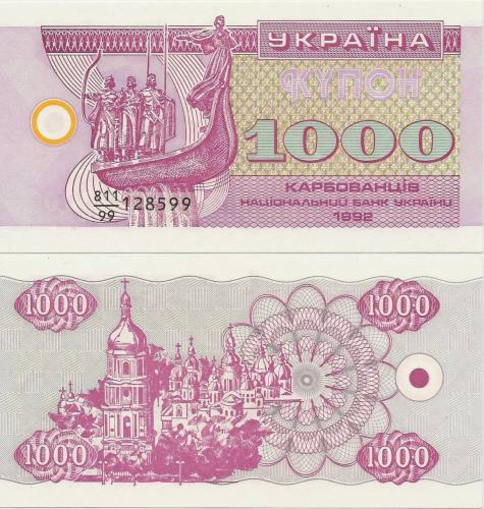 УКРАЇНА
КУПОН
1000
КАРБОВАНЦІВ
НАЦІОНАЛЬНИЙ БАНК УКРАЇНИ
1992
811/99 128599
1000 1000
1000 1000